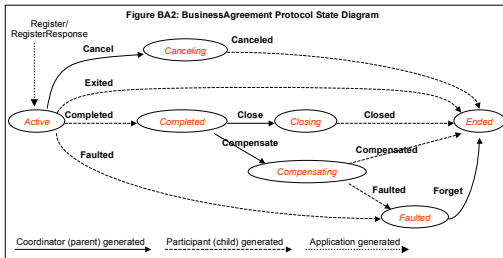 Figure BA2: BusinessAgreement Protocol State Diagram
Register/
RegisterResponse
Cancel
Canceling
Canceled
Exited
Active
Completed
Completed
Close
Closing
Closed
Ended
Compensate
Compensating
Compensated
Faulted
Faulted
Forget
Faulted
Coordinator (parent) generated
Participant (child) generated
Application generated